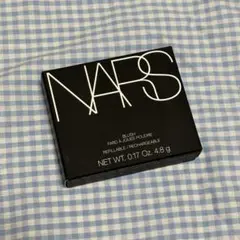 NARS
BLUSH
FARD À JOUES POUDRE
REFILLABLE / RECHARGEABLE
NET WT. 0.17 Oz. 4.8 g